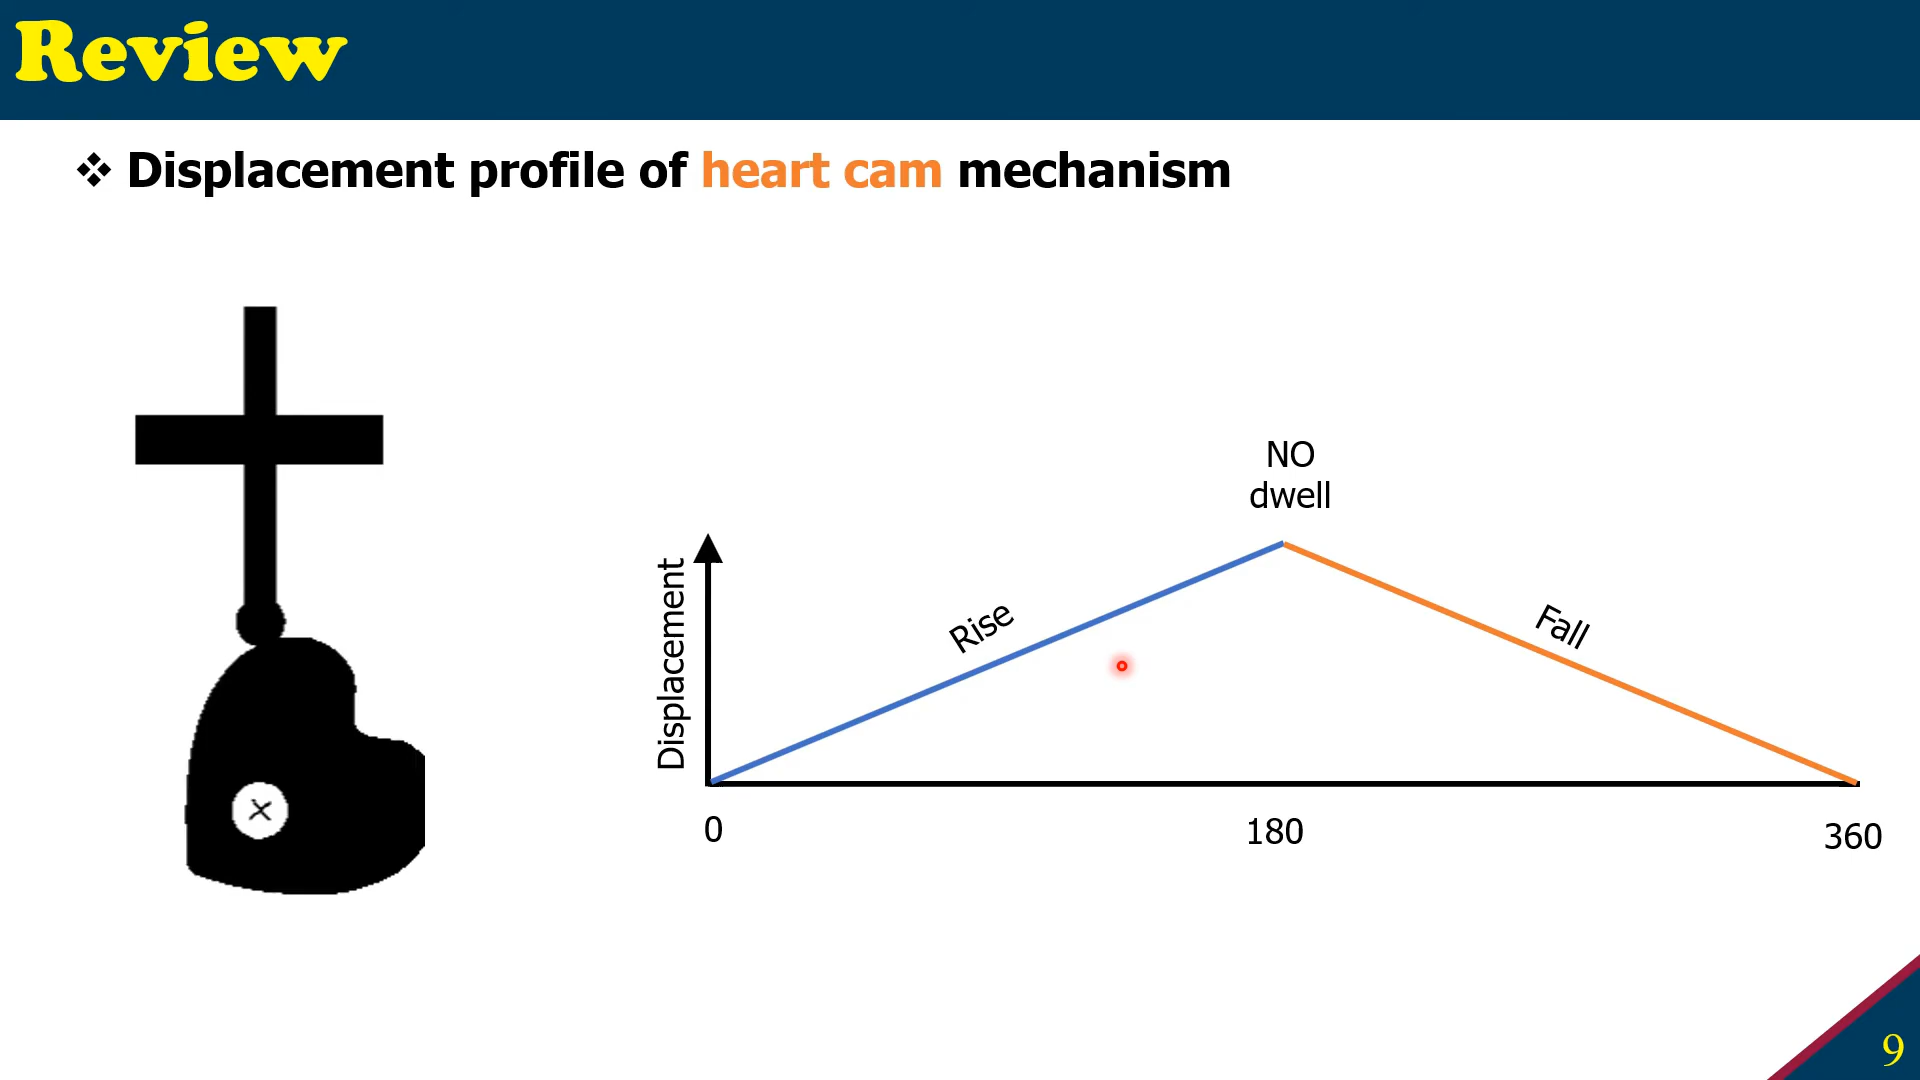 Review
❖ Displacement profile of heart cam mechanism
NO
dwell
Displacement
Rise
Fall
0
180
360
9